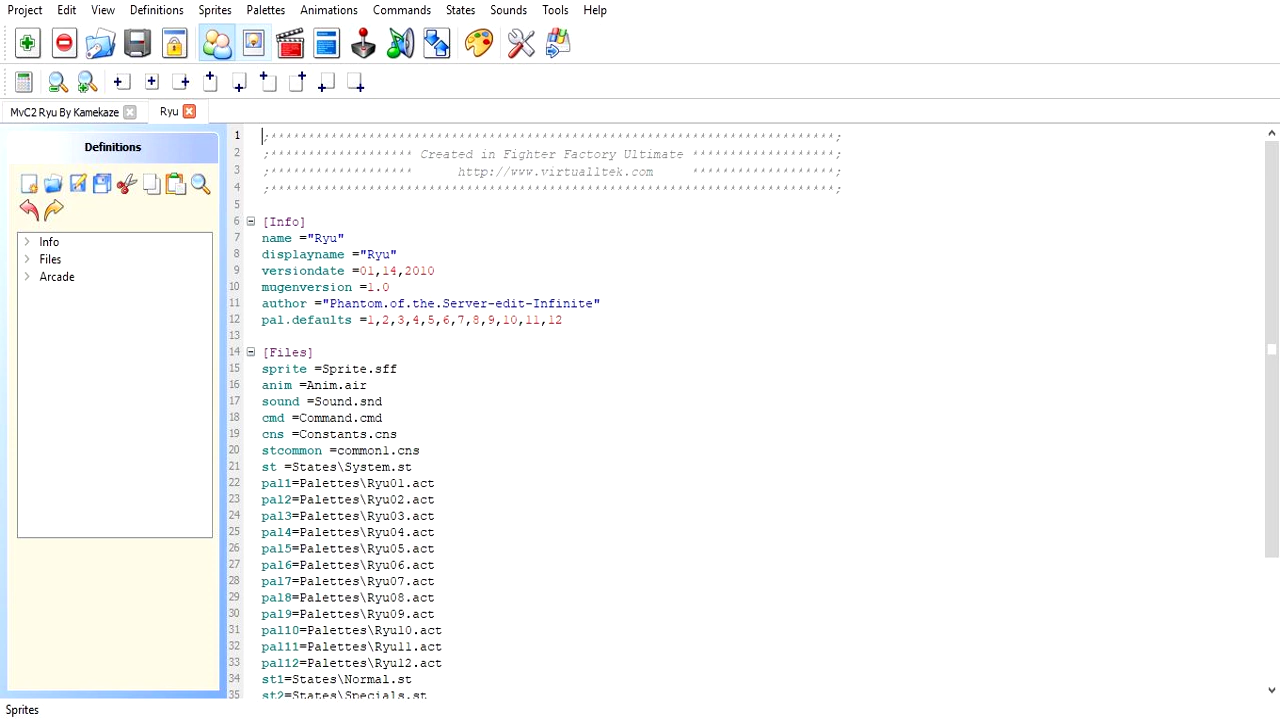 Project Edit View Definitions Sprites Palettes Animations Commands States Sounds Tools Help
MvC2 Ryu By Kamekaze Ryu
Definitions
Info
Files
Arcade
1 ;***************************************************************************;
2 ;******************* Created in Fighter Factory Ultimate *******************;
3 ;******************* http://www.virtualltek.com *******************;
4 ;***************************************************************************;
5
6 [Info]
7 name ="Ryu"
8 displayname ="Ryu"
9 versiondate =01,14,2010
10 mugenversion =1.0
11 author ="Phantom.of.the.Server-edit-Infinite"
12 pal.defaults =1,2,3,4,5,6,7,8,9,10,11,12
13
14 [Files]
15 sprite =Sprite.sff
16 anim =Anim.air
17 sound =Sound.snd
18 cmd =Command.cmd
19 cns =Constants.cns
20 stcommon =common1.cns
21 st =States\System.st
22 pal1=Palettes\Ryu01.act
23 pal2=Palettes\Ryu02.act
24 pal3=Palettes\Ryu03.act
25 pal4=Palettes\Ryu04.act
26 pal5=Palettes\Ryu05.act
27 pal6=Palettes\Ryu06.act
28 pal7=Palettes\Ryu07.act
29 pal8=Palettes\Ryu08.act
30 pal9=Palettes\Ryu09.act
31 pal10=Palettes\Ryu10.act
32 pal11=Palettes\Ryu11.act
33 pal12=Palettes\Ryu12.act
34 st1=States\Normal.st
35 st2=States\Specials.st
Sprites